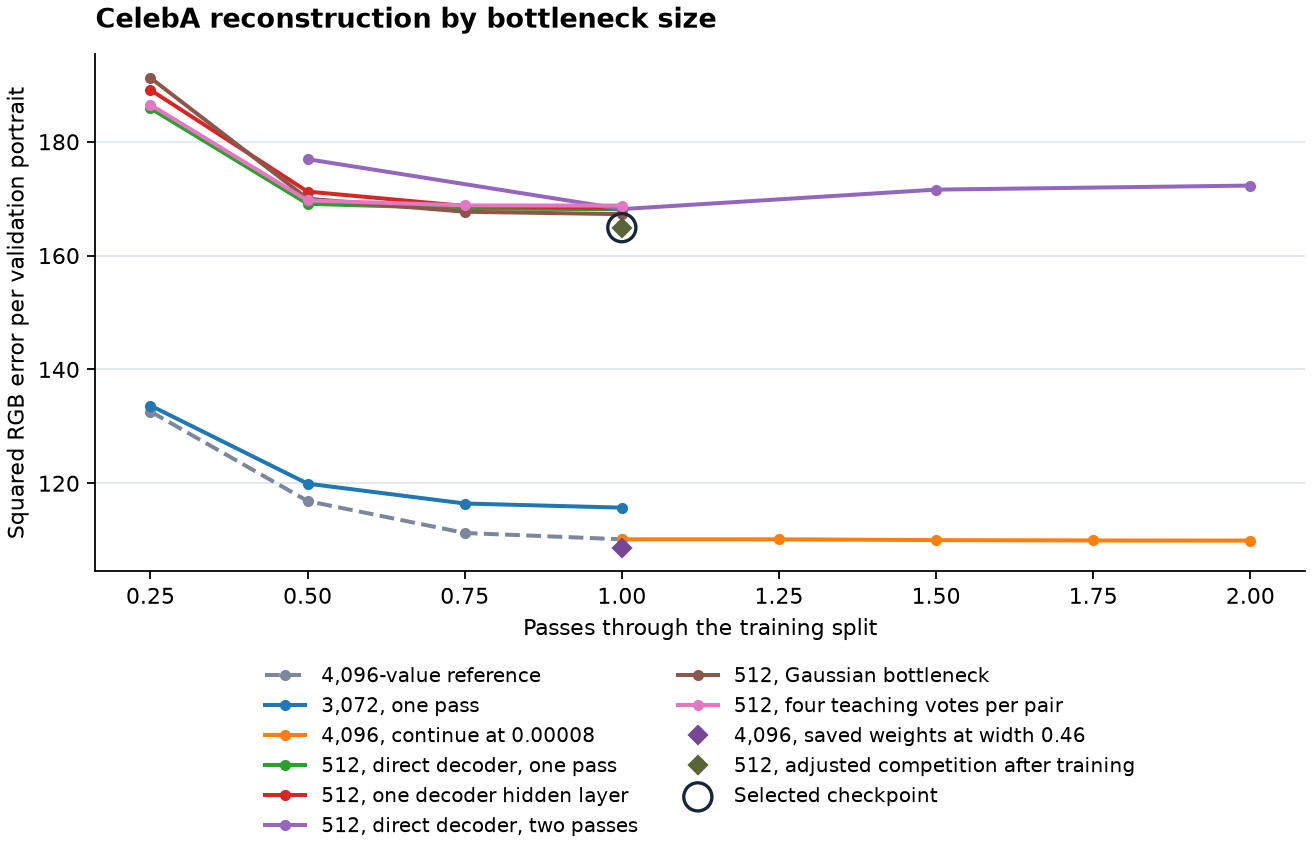 CelebA reconstruction by bottleneck size
Squared RGB error per validation portrait
180
160
140
120
0.25
0.50
0.75
1.00
1.25
1.50
1.75
2.00
Passes through the training split
4,096-value reference
3,072, one pass
4,096, continue at 0.00008
512, direct decoder, one pass
512, one decoder hidden layer
512, direct decoder, two passes
512, Gaussian bottleneck
512, four teaching votes per pair
4,096, saved weights at width 0.46
512, adjusted competition after training
Selected checkpoint